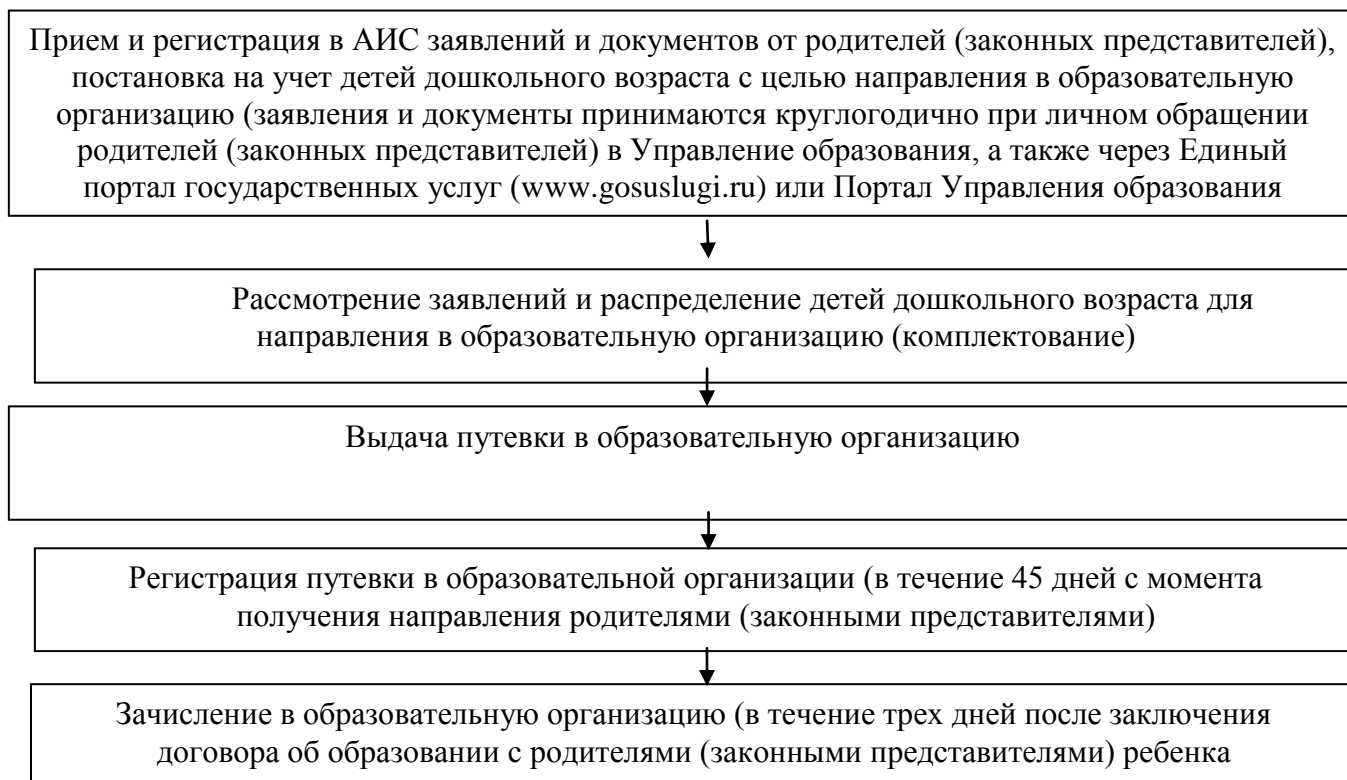 Прием и регистрация в АИС заявлений и документов от родителей (законных представителей),
постановка на учет детей дошкольного возраста с целью направления в образовательную
организацию (заявления и документы принимаются круглогодично при личном обращении
родителей (законных представителей) в Управление образования, а также через Единый
портал государственных услуг (www.gosuslugi.ru) или Портал Управления образования
Рассмотрение заявлений и распределение детей дошкольного возраста для
направления в образовательную организацию (комплектование)
Выдача путевки в образовательную организацию
Регистрация путевки в образовательной организации (в течение 45 дней с момента
получения направления родителями (законными представителями)
Зачисление в образовательную организацию (в течение трех дней после заключения
договора об образовании с родителями (законными представителями) ребенка